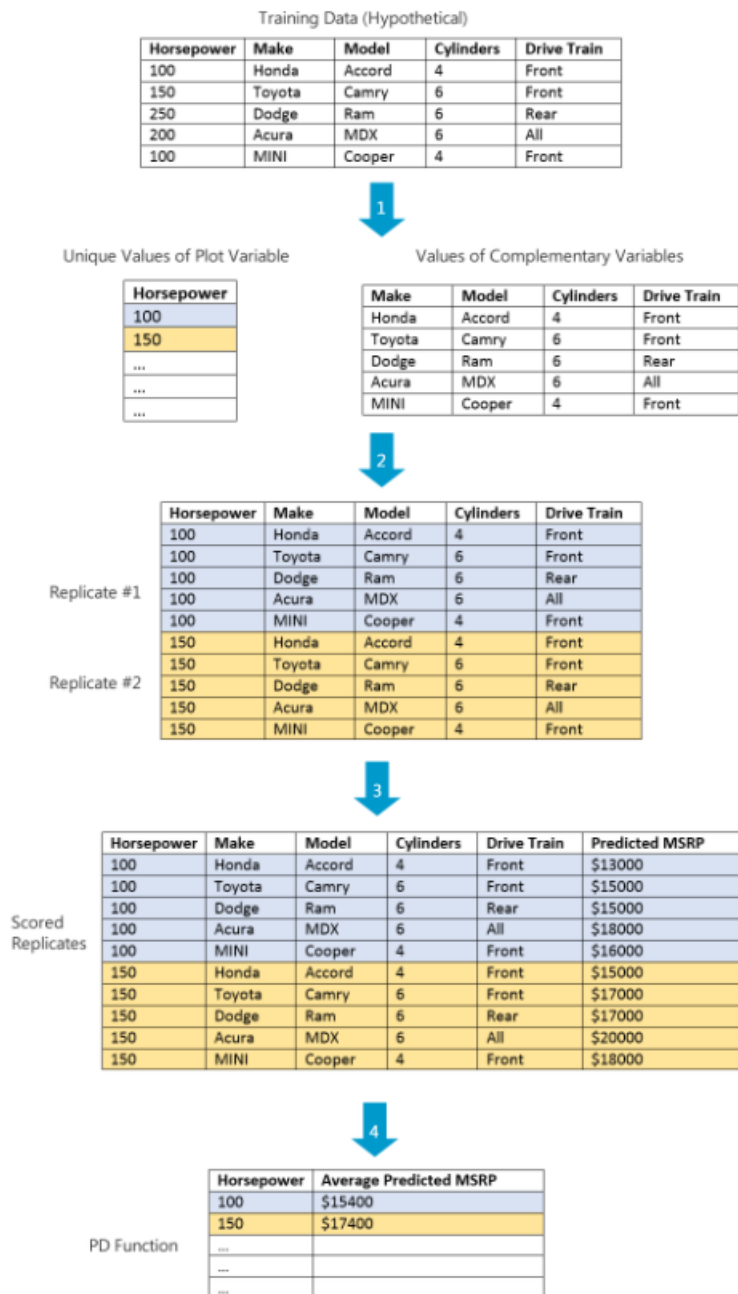 Training Data (Hypothetical)
Horsepower Make Model Cylinders Drive Train
100 Honda Accord 4 Front
150 Toyota Camry 6 Front
250 Dodge Ram 6 Rear
200 Acura MDX 6 All
100 MINI Cooper 4 Front
1
Unique Values of Plot Variable
Horsepower
100
150
...
...
...
Values of Complementary Variables
Make Model Cylinders Drive Train
Honda Accord 4 Front
Toyota Camry 6 Front
Dodge Ram 6 Rear
Acura MDX 6 All
MINI Cooper 4 Front
2
Horsepower Make Model Cylinders Drive Train
100 Honda Accord 4 Front
100 Toyota Camry 6 Front
100 Dodge Ram 6 Rear
Replicate #1
100 Acura MDX 6 All
100 MINI Cooper 4 Front
150 Honda Accord 4 Front
150 Toyota Camry 6 Front
Replicate #2
150 Dodge Ram 6 Rear
150 Acura MDX 6 All
150 MINI Cooper 4 Front
3
Horsepower Make Model Cylinders Drive Train Predicted MSRP
100 Honda Accord 4 Front $13000
100 Toyota Camry 6 Front $15000
100 Dodge Ram 6 Rear $15000
Scored
Replicates
100 Acura MDX 6 All $18000
100 MINI Cooper 4 Front $16000
150 Honda Accord 4 Front $15000
150 Toyota Camry 6 Front $17000
150 Dodge Ram 6 Rear $17000
150 Acura MDX 6 All $20000
150 MINI Cooper 4 Front $18000
4
Horsepower Average Predicted MSRP
100 $15400
150 $17400
PD Function
...
...
...